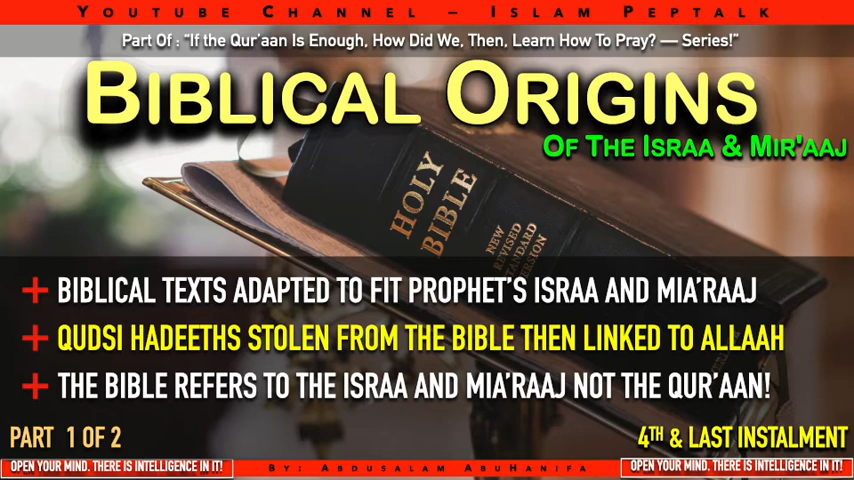 YouTube Channel – Islam Peptalk
Part Of : “If the Qur’aan Is Enough, How Did We, Then, Learn How To Pray? — Series!”
Biblical Origins
Of The Israa & Mir'aaj
HOLY
BIBLE
NEW
REVISED
STANDARD
VERSION
+ BIBLICAL TEXTS ADAPTED TO FIT PROPHET’S ISRAA AND MIA’RAAJ
+ QUDSI HADEETHS STOLEN FROM THE BIBLE THEN LINKED TO ALLAAH
+ THE BIBLE REFERS TO THE ISRAA AND MIA’RAAJ NOT THE QUR’AAN!
PART 1 OF 2
4TH & LAST INSTALMENT
OPEN YOUR MIND. THERE IS INTELLIGENCE IN IT!
By: Abdusalam AbuHanifa
OPEN YOUR MIND. THERE IS INTELLIGENCE IN IT!